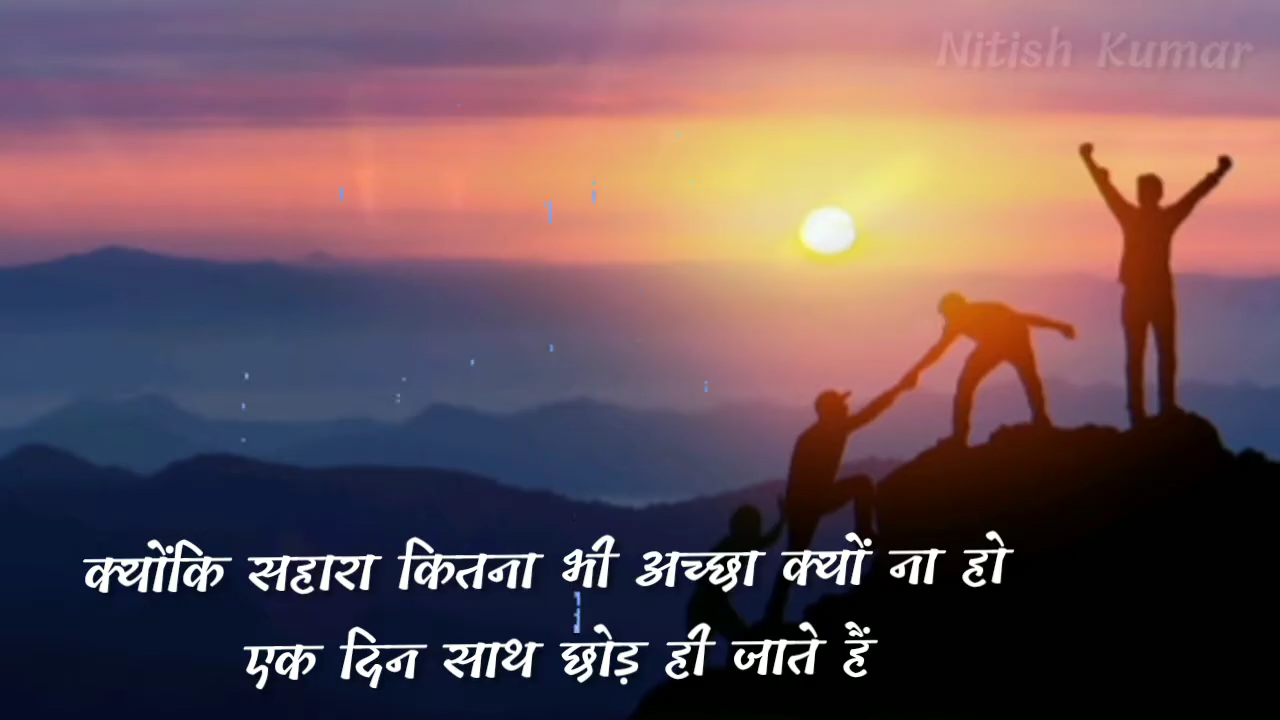 Nitish Kumar
क्योंकि सहारा कितना भी अच्छा क्यों ना हो
एक दिन साथ छोड़ ही जाते हैं